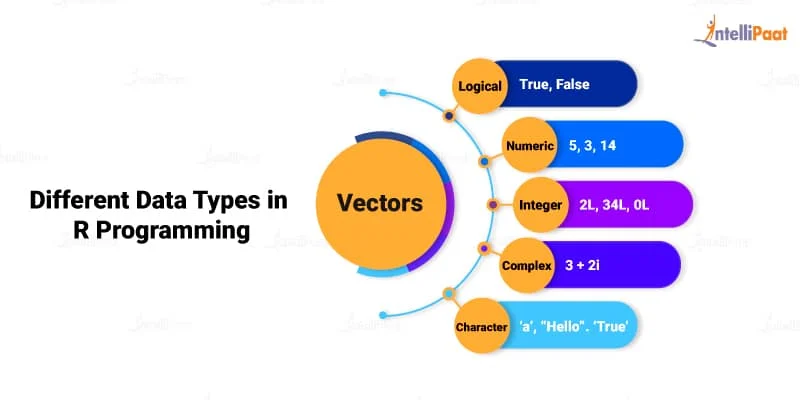 INTELLIPAAT
Different Data Types in
R Programming
Vectors
Logical
True, False
Numeric
5, 3, 14
Integer
2L, 34L, 0L
Complex
3 + 2i
Character
‘a’, “Hello”. ‘True’